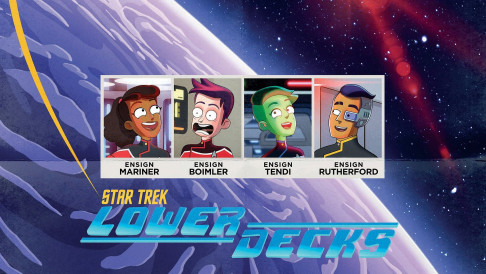 ENSIGN MARINER
ENSIGN BOIMLER
ENSIGN TENDI
ENSIGN RUTHERFORD
STAR TREK
LOWER
DECKS